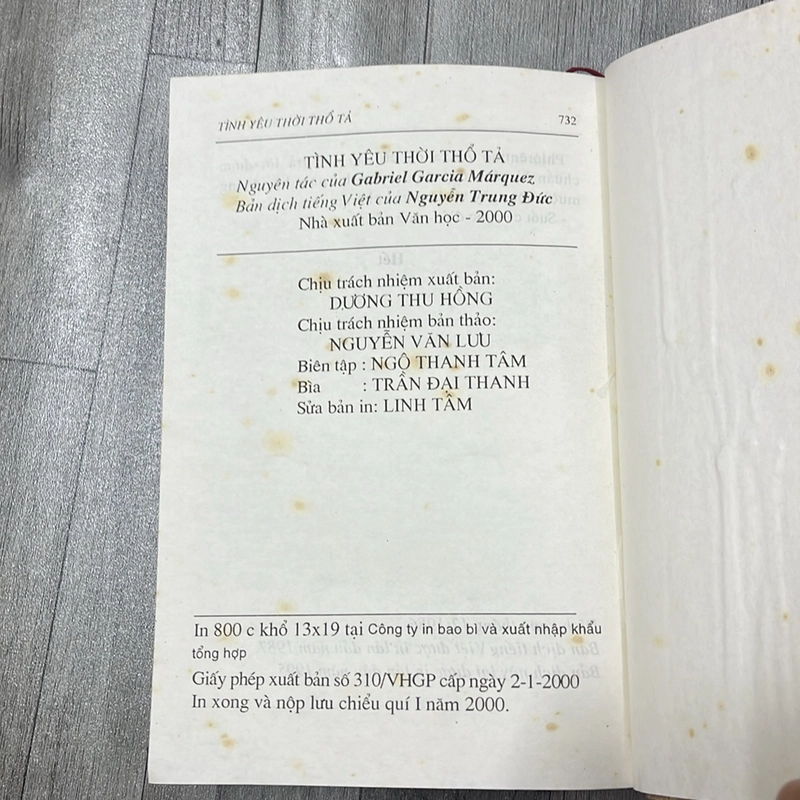 TÌNH YÊU THỜI THỔ TẢ 732
TÌNH YÊU THỜI THỔ TẢ
Nguyên tác của Gabriel Garcia Márquez
Bản dịch tiếng Việt của Nguyễn Trung Đức
Nhà xuất bản Văn học - 2000
Chịu trách nhiệm xuất bản:
DƯƠNG THU HỒNG
Chịu trách nhiệm bản thảo:
NGUYỄN VĂN LƯU
Biên tập : NGÔ THANH TÂM
Bìa : TRẦN ĐẠI THANH
Sửa bản in: LINH TÂM
In 800 c khổ 13x19 tại Công ty in bao bì và xuất nhập khẩu
tổng hợp
Giấy phép xuất bản số 310/VHGP cấp ngày 2-1-2000
In xong và nộp lưu chiểu quí I năm 2000.